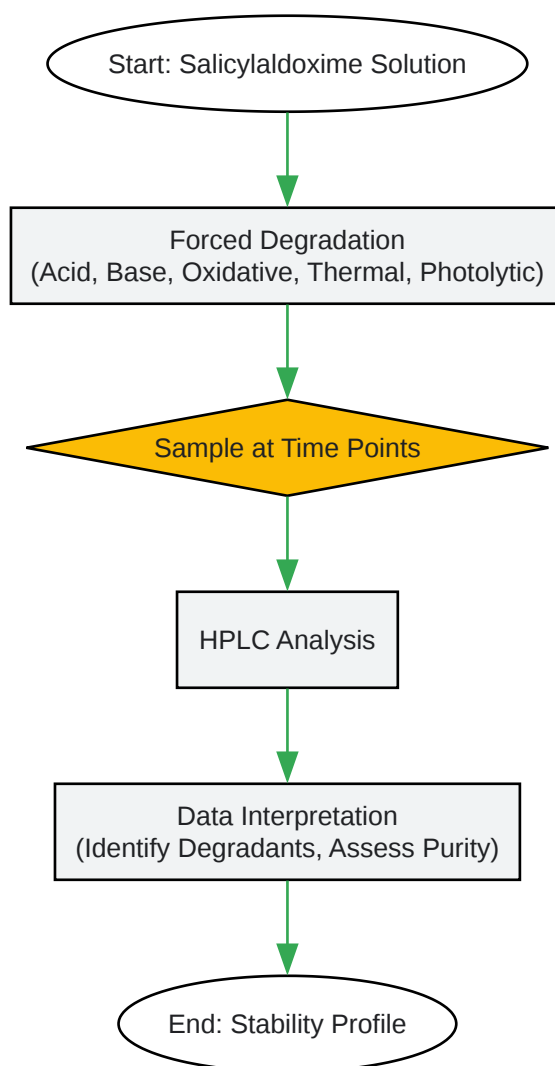 Start: Salicylaldoxime Solution
Forced Degradation
(Acid, Base, Oxidative, Thermal, Photolytic)
Sample at Time Points
HPLC Analysis
Data Interpretation
(Identify Degradants, Assess Purity)
End: Stability Profile